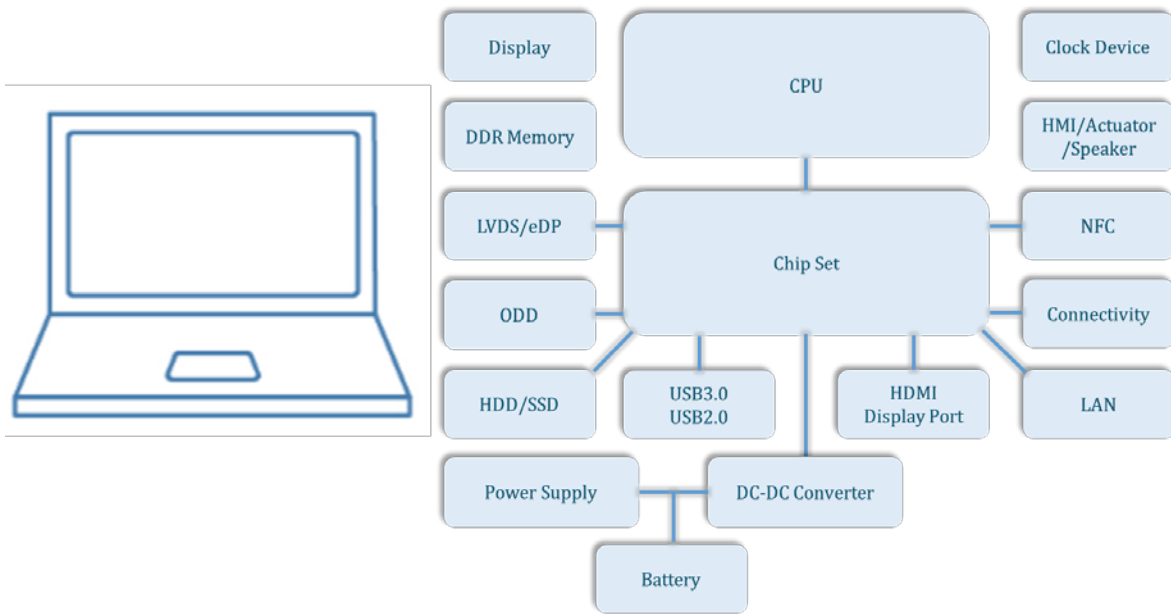 Display
CPU
Clock Device
DDR Memory
HMI/Actuator
/Speaker
LVDS/eDP
Chip Set
NFC
ODD
Connectivity
HDD/SSD
USB3.0
USB2.0
HDMI
Display Port
LAN
Power Supply
DC-DC Converter
Battery